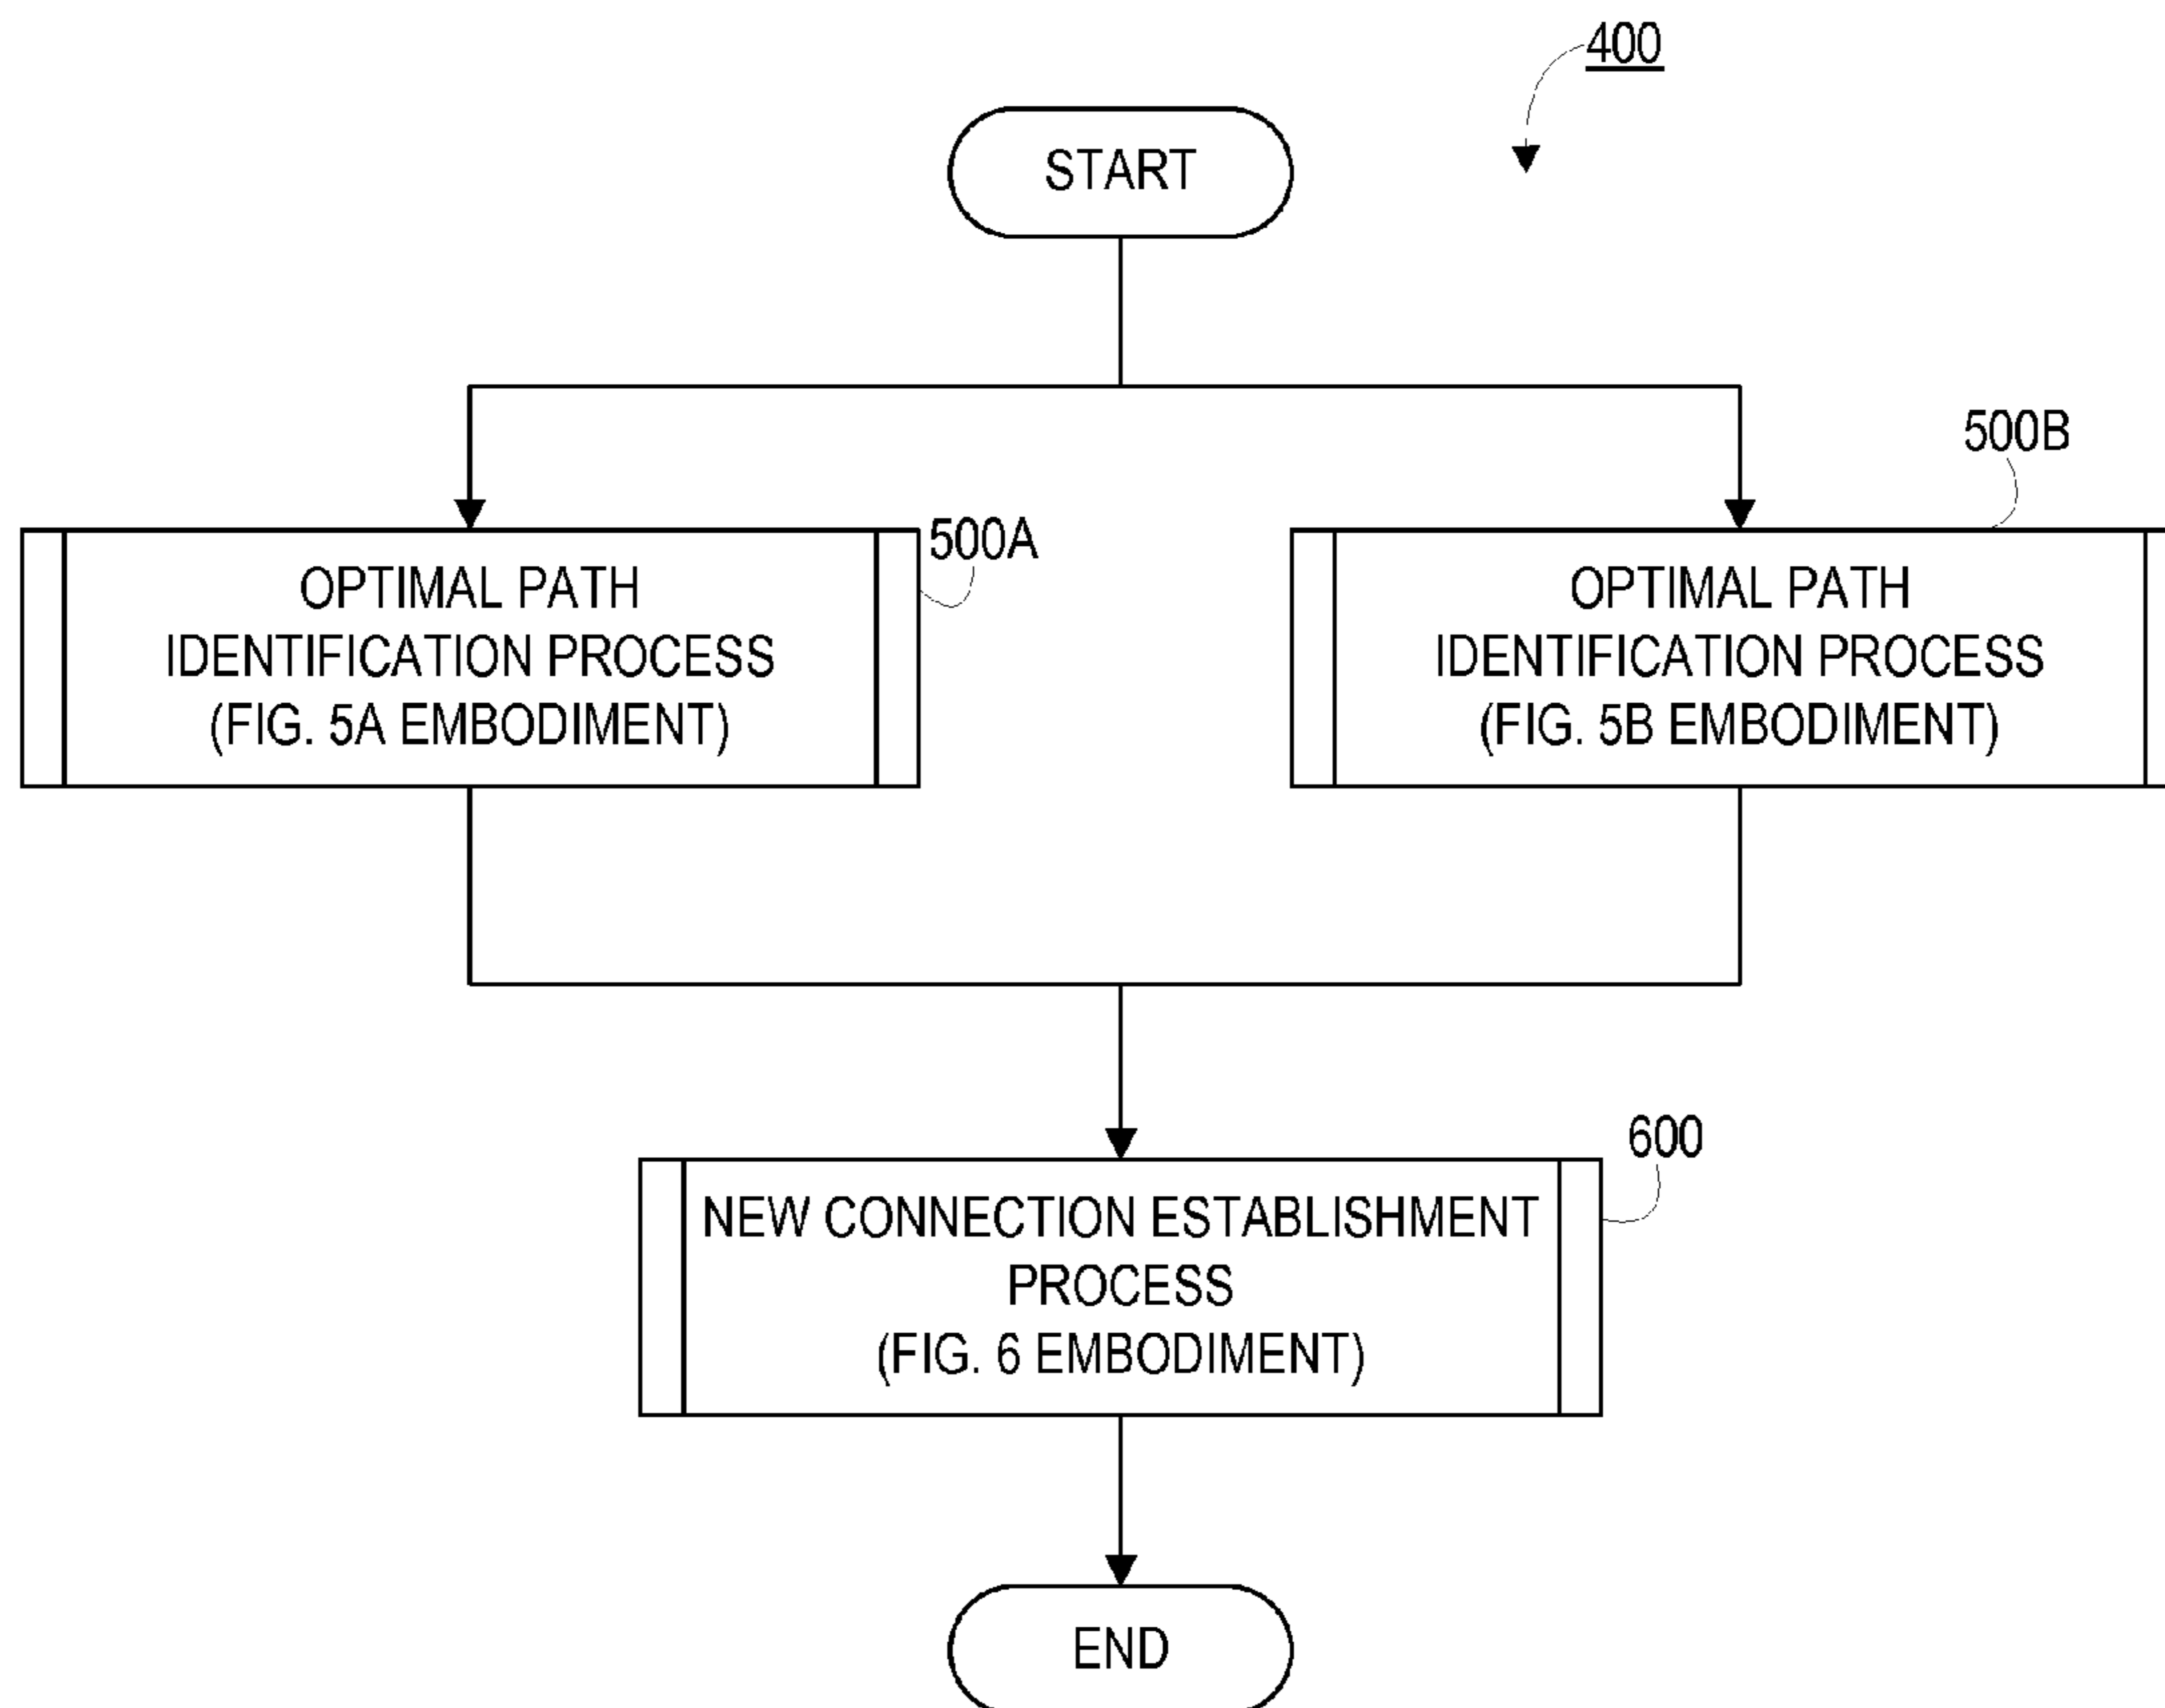 400
START
500B
500A
OPTIMAL PATH
IDENTIFICATION PROCESS
(FIG. 5A EMBODIMENT)
OPTIMAL PATH
IDENTIFICATION PROCESS
(FIG. 5B EMBODIMENT)
600
NEW CONNECTION ESTABLISHMENT
PROCESS
(FIG. 6 EMBODIMENT)
END